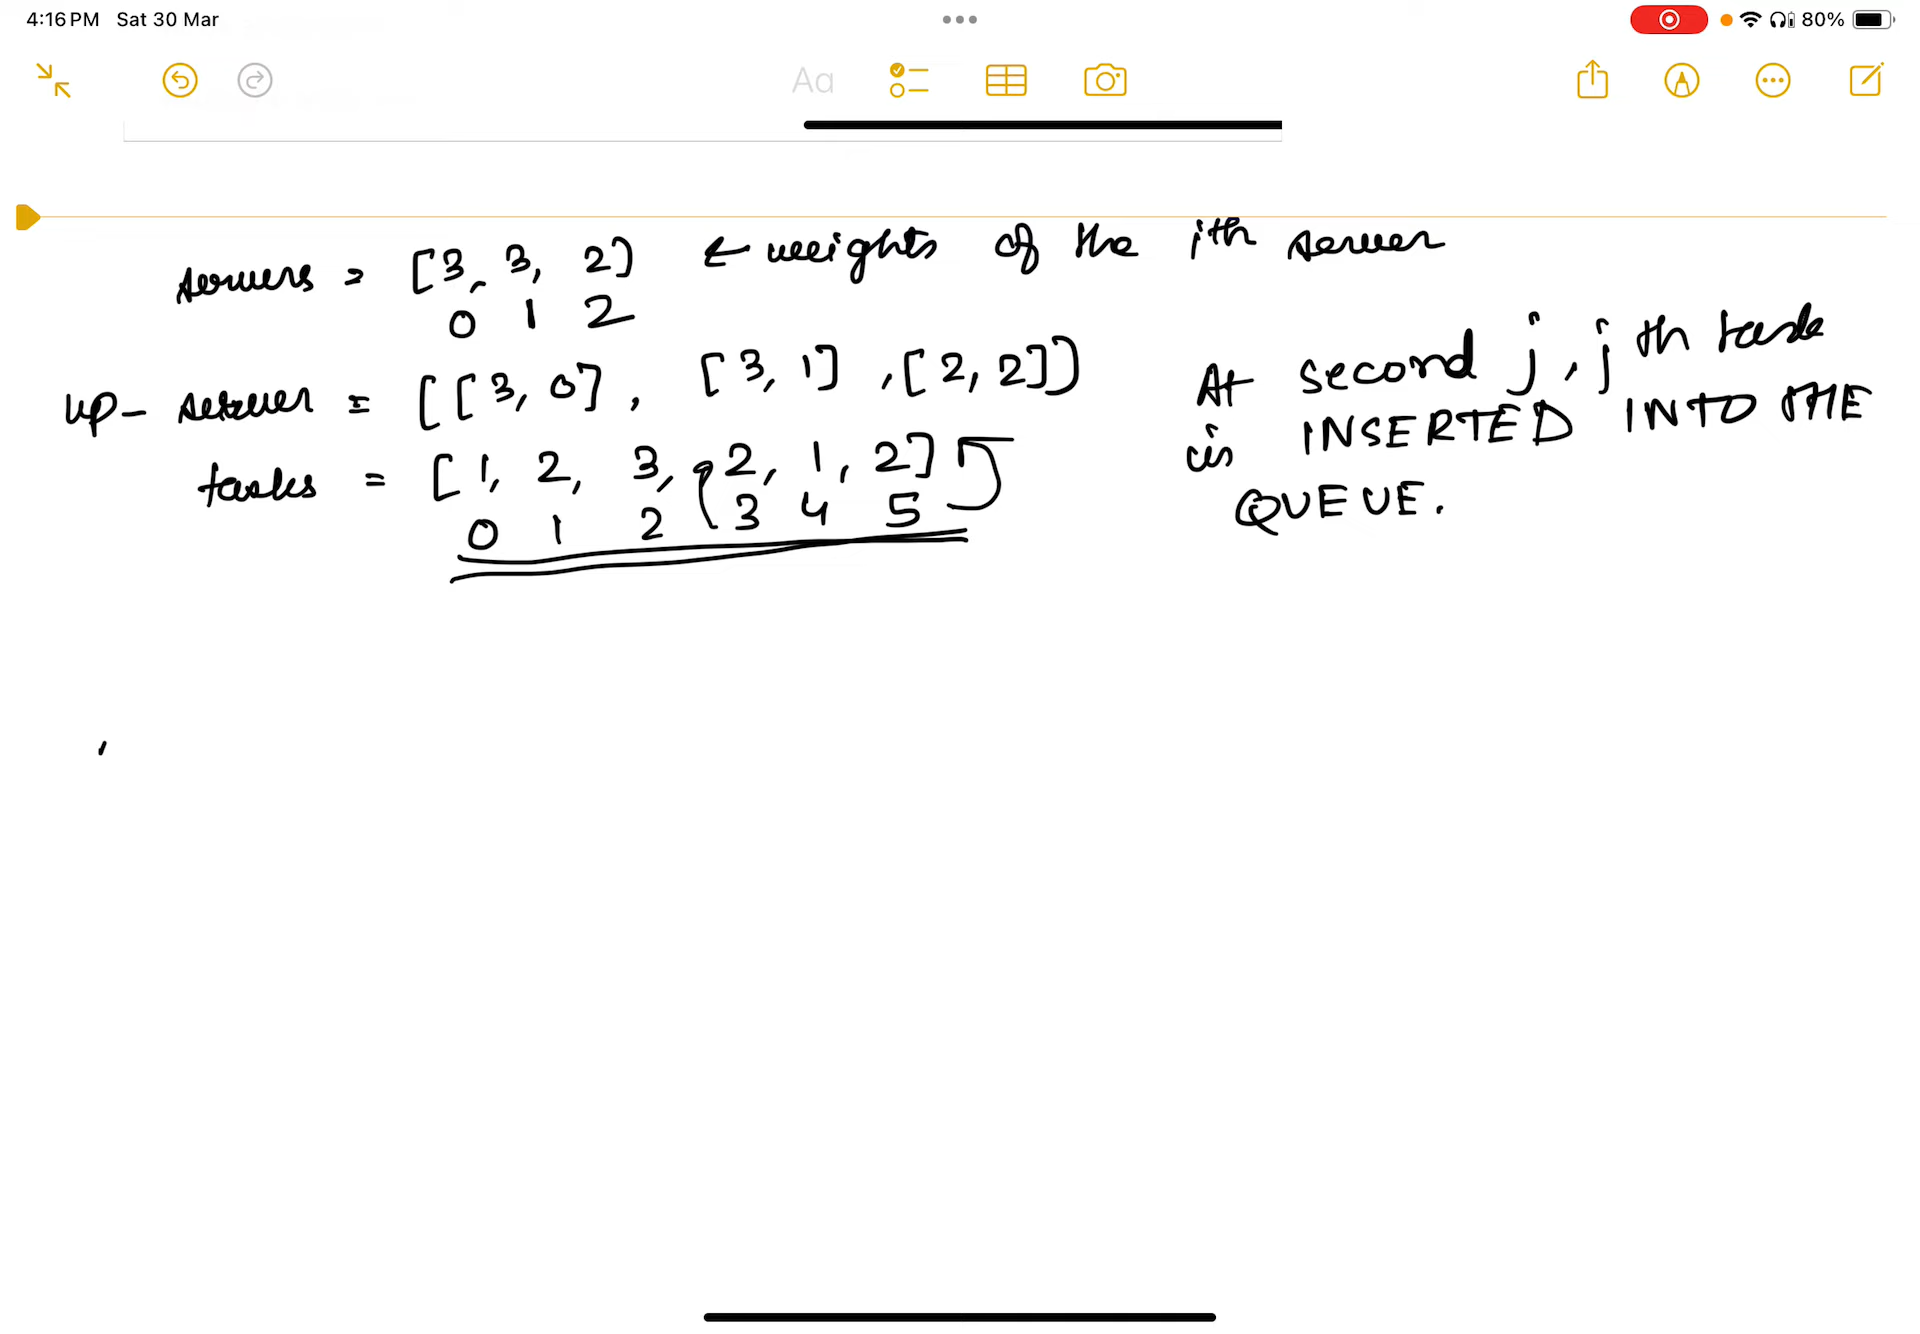 4:16 PM Sat 30 Mar
80%
Aa
servers = [3, 3, 2] ← weights of the ith server
0 1 2
up-server = [[3, 0], [3, 1], [2, 2]]
At second j, jth task
is INSERTED INTO THE
QUEUE.
tasks = [1, 2, 3, 2, 1, 2]
0 1 2 3 4 5